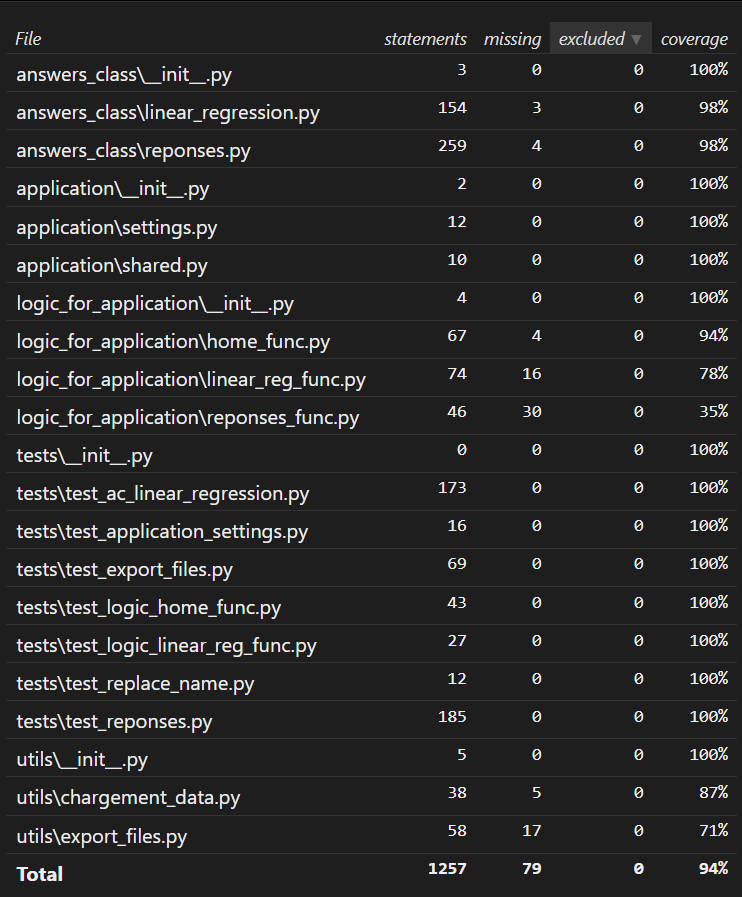 File statements missing excluded ▼ coverage
answers_class\__init__.py 3 0 0 100%
answers_class\linear_regression.py 154 3 0 98%
answers_class\reponses.py 259 4 0 98%
application\__init__.py 2 0 0 100%
application\settings.py 12 0 0 100%
application\shared.py 10 0 0 100%
logic_for_application\__init__.py 4 0 0 100%
logic_for_application\home_func.py 67 4 0 94%
logic_for_application\linear_reg_func.py 74 16 0 78%
logic_for_application\reponses_func.py 46 30 0 35%
tests\__init__.py 0 0 0 100%
tests\test_ac_linear_regression.py 173 0 0 100%
tests\test_application_settings.py 16 0 0 100%
tests\test_export_files.py 69 0 0 100%
tests\test_logic_home_func.py 43 0 0 100%
tests\test_logic_linear_reg_func.py 27 0 0 100%
tests\test_replace_name.py 12 0 0 100%
tests\test_reponses.py 185 0 0 100%
utils\__init__.py 5 0 0 100%
utils\chargement_data.py 38 5 0 87%
utils\export_files.py 58 17 0 71%
Total 1257 79 0 94%